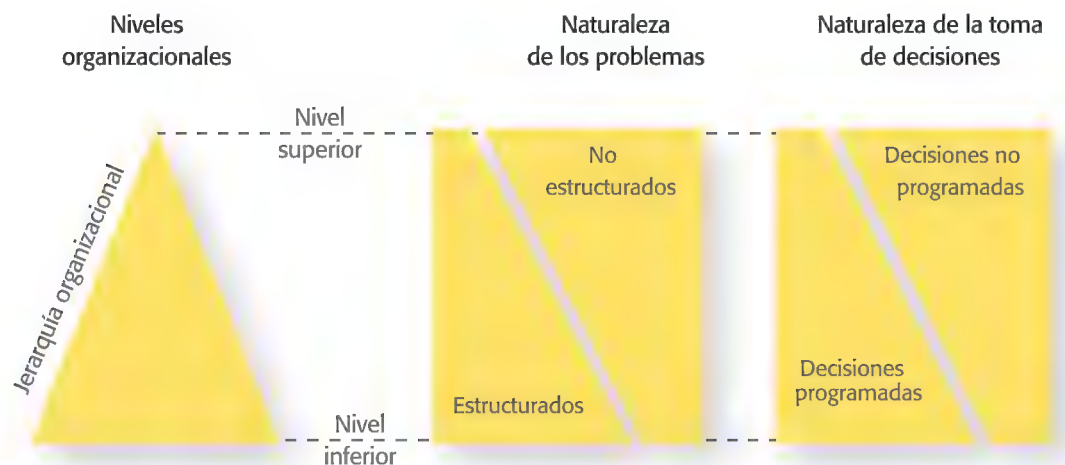 Niveles
organizacionales
Naturaleza
de los problemas
Naturaleza de la toma
de decisiones
Jerarquía organizacional
Nivel
superior
No
estructurados
Decisiones no
programadas
Estructurados
Decisiones
programadas
Nivel
inferior